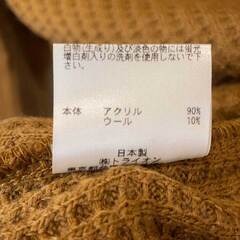 白物(生成り)及び淡色の物には蛍光
増白剤入りの洗剤を使用しないで
下さい。
本体 アクリル 90%
ウール 10%
日本製
㈱トライオン